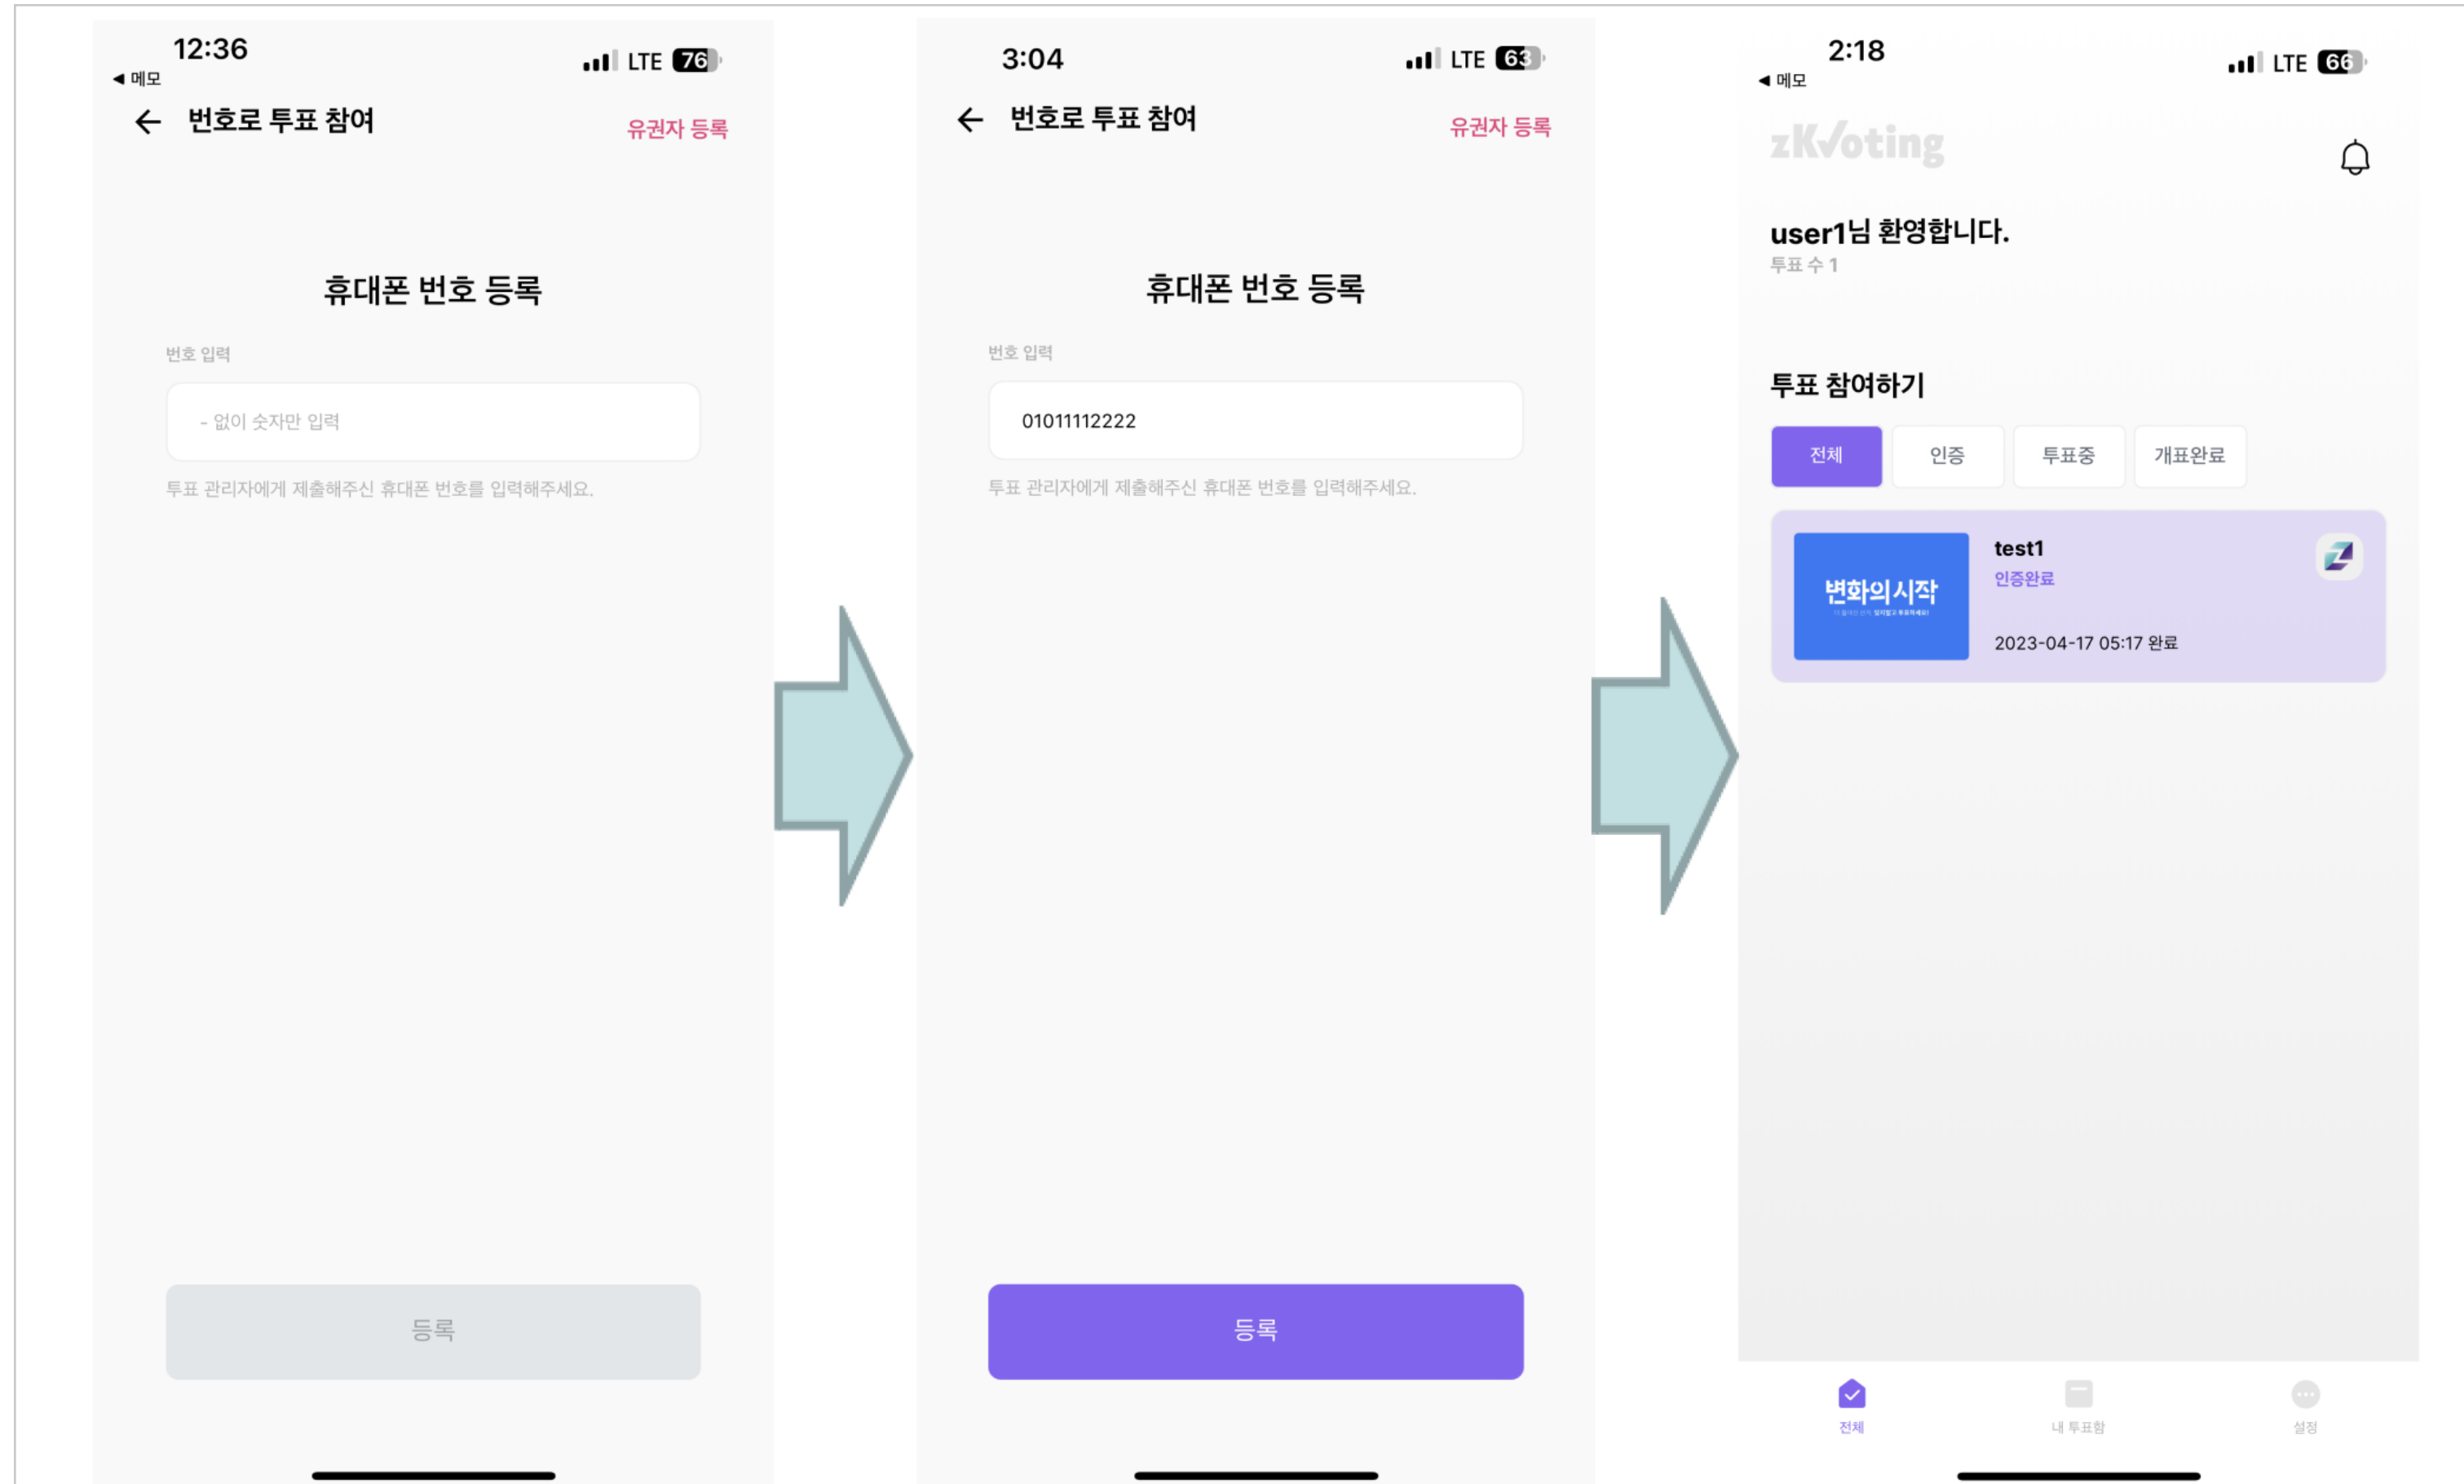 12:36
LTE 76
◀ 메모
← 번호로 투표 참여
유권자 등록
휴대폰 번호 등록
번호 입력
- 없이 숫자만 입력
투표 관리자에게 제출해주신 휴대폰 번호를 입력해주세요.
등록
3:04
LTE 63
← 번호로 투표 참여
유권자 등록
휴대폰 번호 등록
번호 입력
01011112222
투표 관리자에게 제출해주신 휴대폰 번호를 입력해주세요.
등록
2:18
LTE 66
◀ 메모
zKVoting
user1님 환영합니다.
투표 수 1
투표 참여하기
전체 인증 투표중 개표완료
변화의 시작
test1
인증완료
2023-04-17 05:17 완료
전체 내 투표함 설정